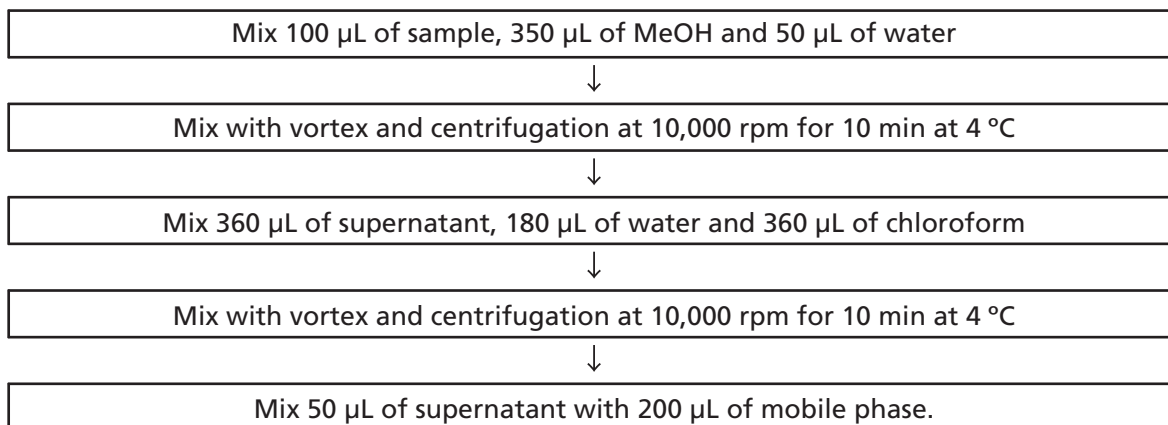 Mix 100 µL of sample, 350 µL of MeOH and 50 µL of water
↓
Mix with vortex and centrifugation at 10,000 rpm for 10 min at 4 ºC
↓
Mix 360 µL of supernatant, 180 µL of water and 360 µL of chloroform
↓
Mix with vortex and centrifugation at 10,000 rpm for 10 min at 4 ºC
↓
Mix 50 µL of supernatant with 200 µL of mobile phase.